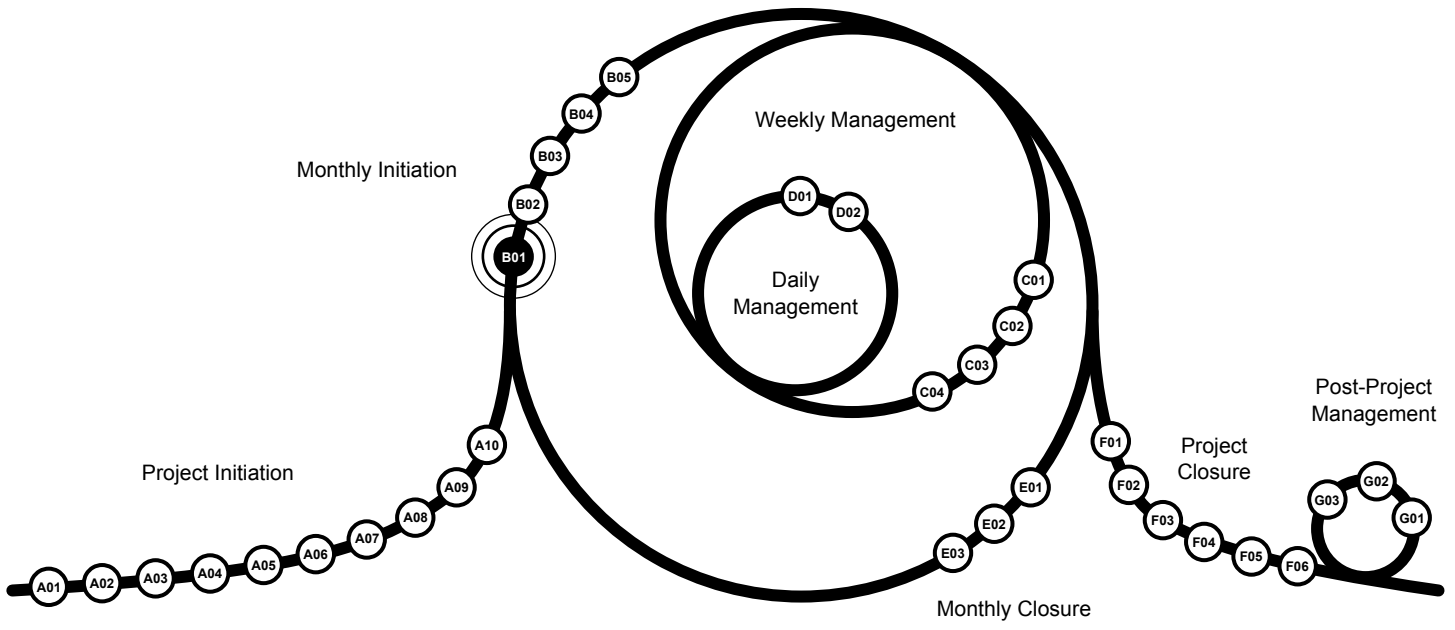 B05
B04
Weekly Management
B03
Monthly Initiation
B02
D01
D02
B01
Daily
Management
C01
C02
C03
C04
Post-Project
Management
A10
F01
Project
Closure
Project Initiation
A09
E01
F02
G02
G03
A08
E02
F03
G01
A07
F04
A06
E03
F05
A05
F06
A04
A03
A02
A01
Monthly Closure